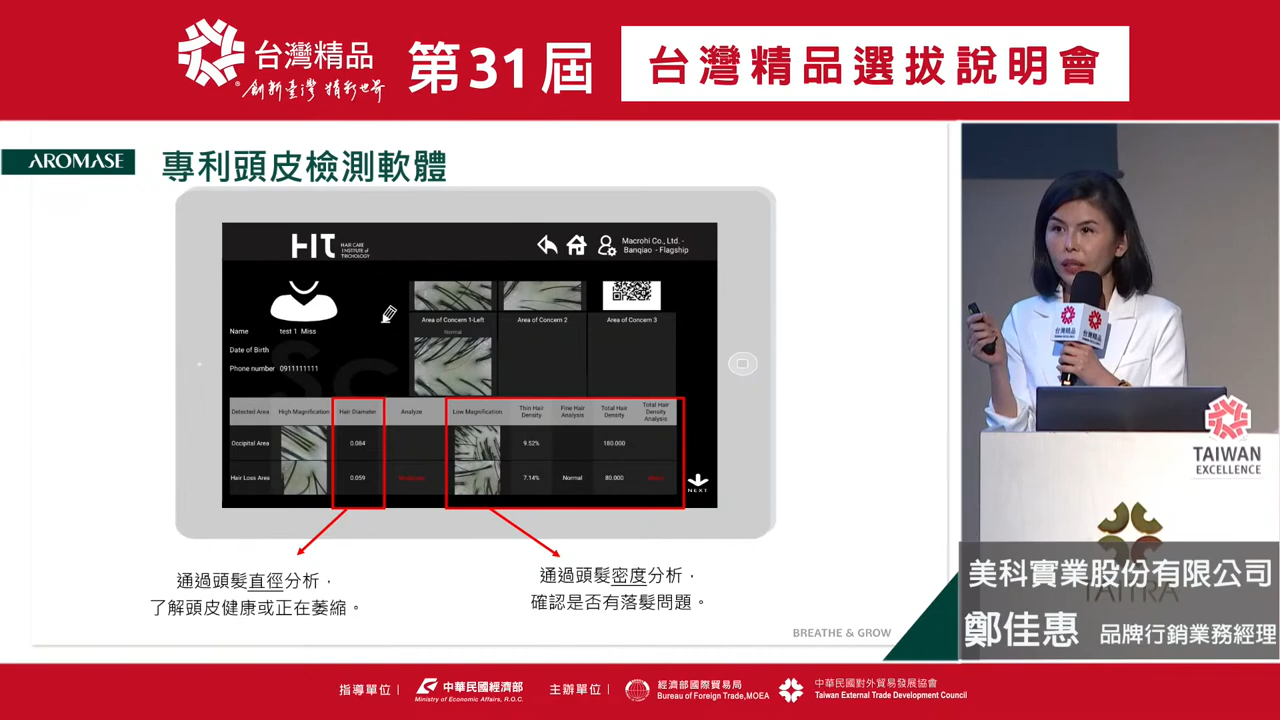 台灣精品
創新臺灣 精彩世界
第31屆
台灣精品選拔說明會
AROMASE
專利頭皮檢測軟體
HIT
HAIR CARE
INSTITUTE of
TRICHOLOGY
Macrohi Co., Ltd. -
Banqiao - Flagship
Name test 1 Miss
Date of Birth
Phone number 0911111111
Area of Concern 1-Left
Area of Concern 2
Area of Concern 3
Normal
Detected Area High Magnification Hair Diameter Analyze Low Magnification Thin Hair Density Fine Hair Analysis Total Hair Density Total Hair Density Analysis
Occipital Area 0.084 9.52% 180.000
Hair Loss Area 0.059 Moderate 7.14% Normal 80.000
NEXT
通過頭髮直徑分析，
了解頭皮健康或正在萎縮。
通過頭髮密度分析，
確認是否有落髮問題。
BREATHE & GROW
台灣精品
台灣精品
TAIWAN
EXCELLENCE
TAITRA
美科實業股份有限公司
鄭佳惠 品牌行銷業務經理
指導單位
中華民國經濟部
Ministry of Economic Affairs, R.O.C.
主辦單位
經濟部國際貿易局
Bureau of Foreign Trade,MOEA
中華民國對外貿易發展協會
Taiwan External Trade Development Council